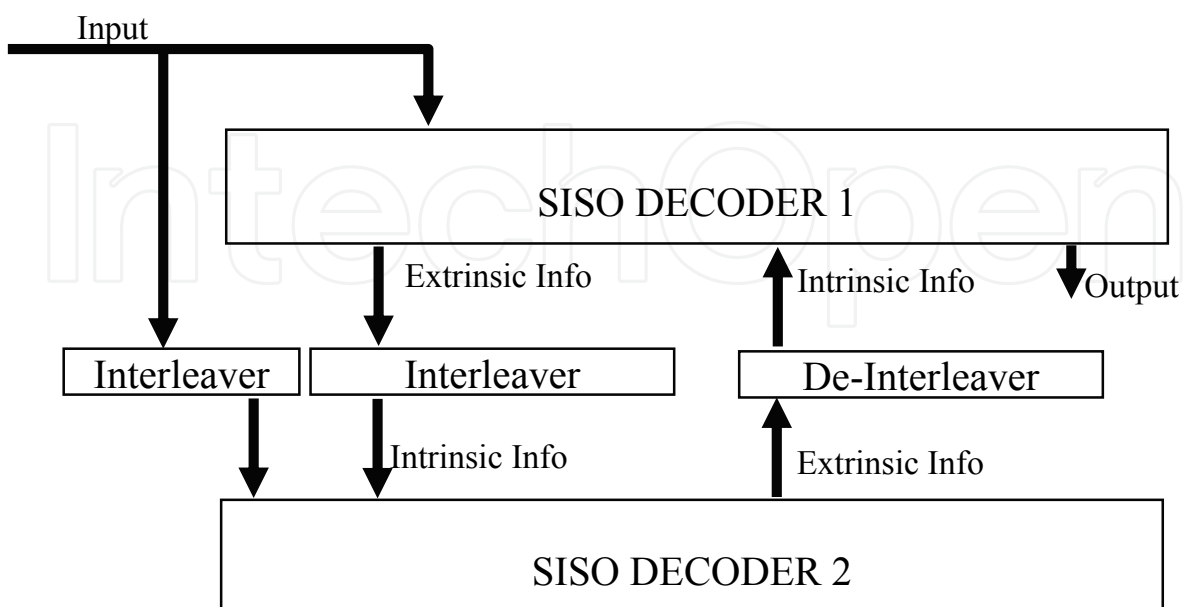 Input
IntechOpen
SISO DECODER 1
Extrinsic Info
Intrinsic Info
Output
Interleaver
Interleaver
De-Interleaver
Intrinsic Info
Extrinsic Info
SISO DECODER 2